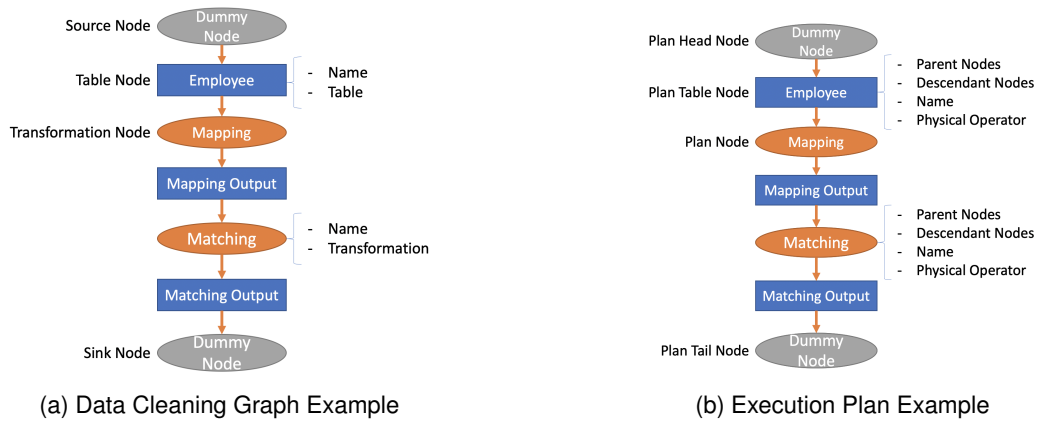 Source Node
Dummy
Node
Table Node
Employee
- Name
- Table
Transformation Node
Mapping
Mapping Output
Matching
- Name
- Transformation
Matching Output
Sink Node
Dummy
Node
(a) Data Cleaning Graph Example
Plan Head Node
Dummy
Node
Plan Table Node
Employee
- Parent Nodes
- Descendant Nodes
- Name
- Physical Operator
Plan Node
Mapping
Mapping Output
Matching
- Parent Nodes
- Descendant Nodes
- Name
- Physical Operator
Matching Output
Plan Tail Node
Dummy
Node
(b) Execution Plan Example